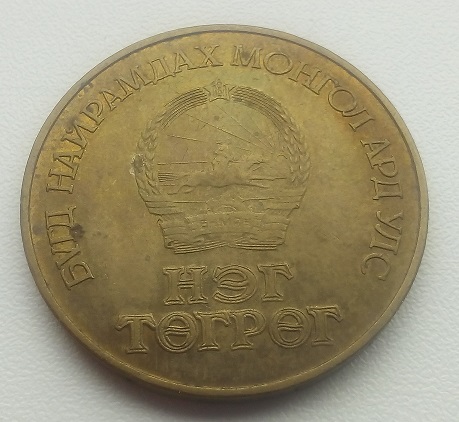 БҮГД НАЙРАМДАХ МОНГОЛ АРД УЛС
НЭГ
ТӨГРӨГ